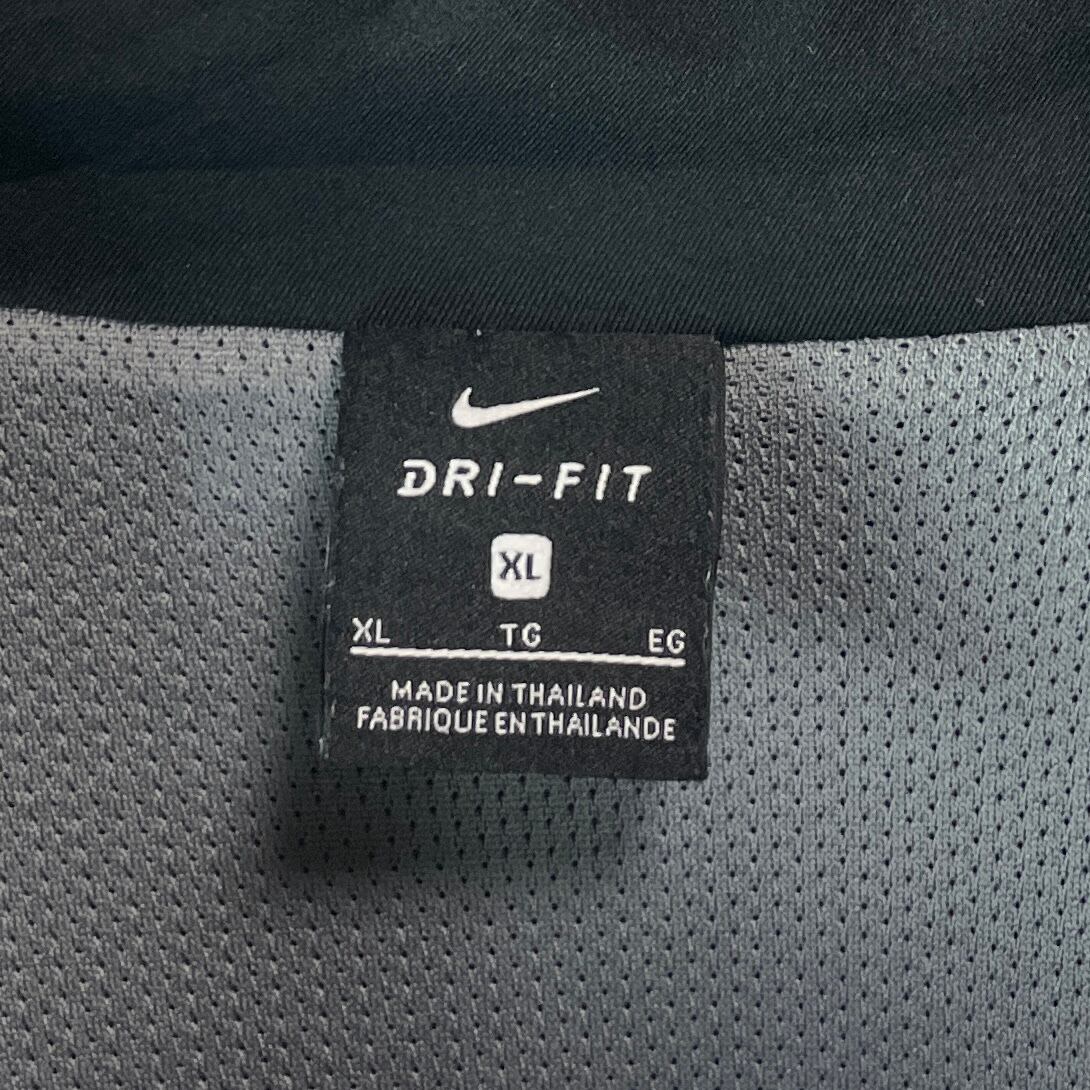 DRI-FIT
XL
XL TG EG
MADE IN THAILAND
FABRIQUE EN THAILANDE